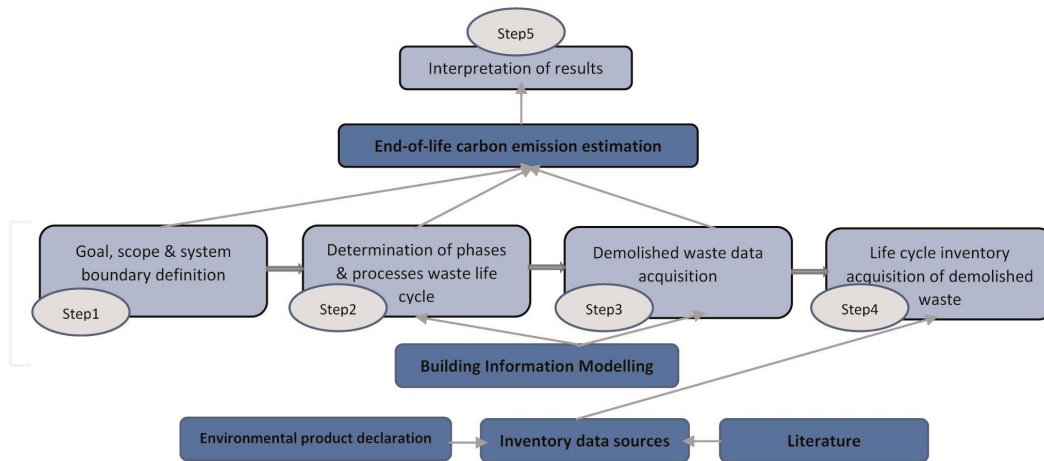 Step5
Interpretation of results
End-of-life carbon emission estimation
Goal, scope & system
boundary definition
Step1
Determination of phases
& processes waste life
cycle
Step2
Demolished waste data
acquisition
Step3
Life cycle inventory
acquisition of demolished
waste
Step4
Building Information Modelling
Environmental product declaration
Inventory data sources
Literature